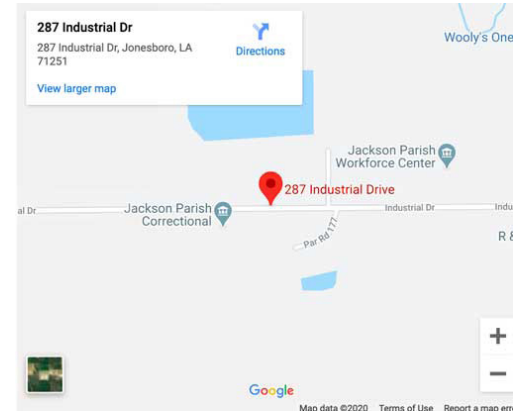 287 Industrial Dr
287 Industrial Dr, Jonesboro, LA
71251
Directions
View larger map
Wooly's One
Jackson Parish
Workforce Center
287 Industrial Drive
al Dr
Jackson Parish
Correctional
Industrial Dr
Indu
Par Rd 177
R &
+
−
Google
Map data ©2020 Terms of Use Report a map erro